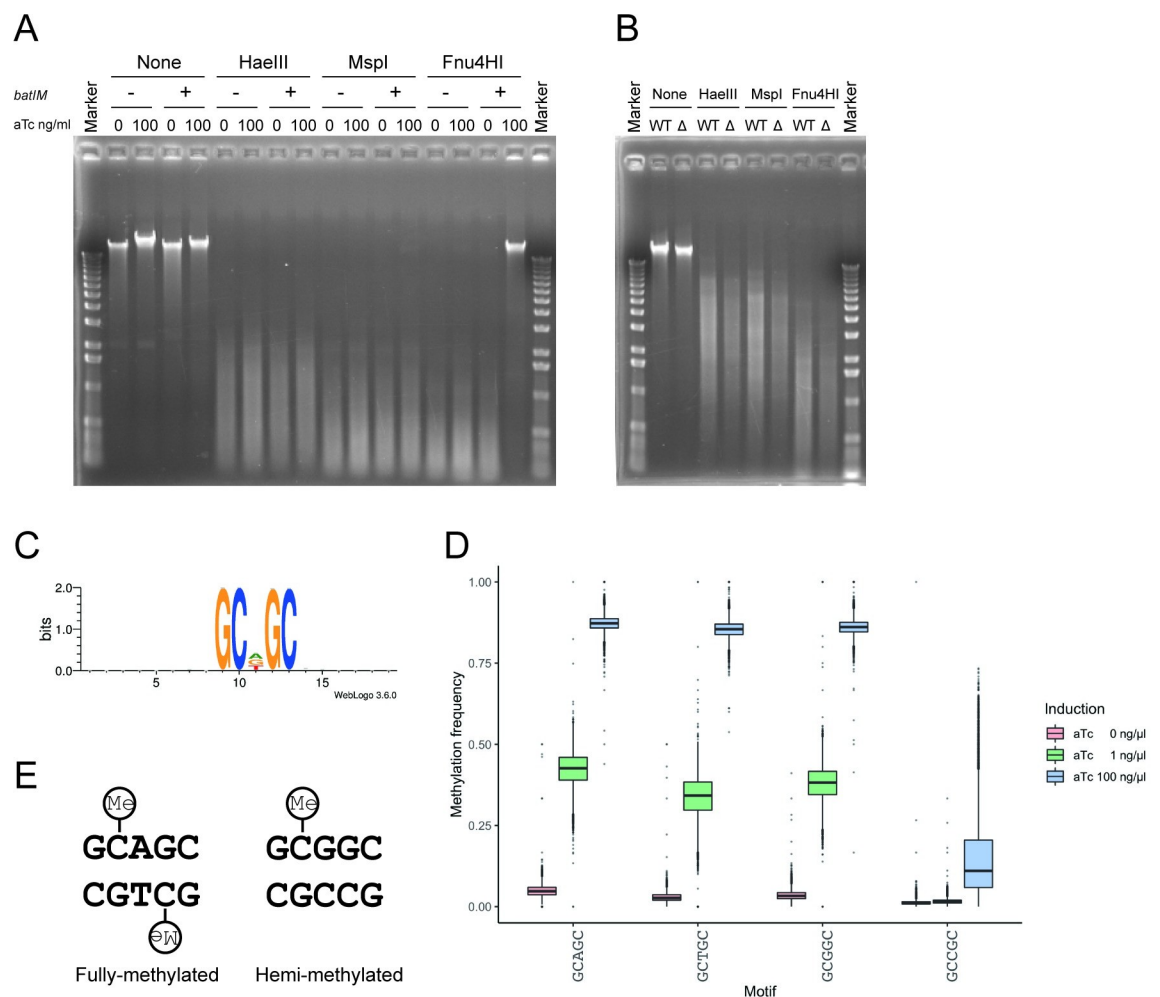 A
None HaeIII MspI Fnu4HI
batIM - + - + - + - +
aTc ng/ml 0 100 0 100 0 100 0 100 0 100 0 100 0 100 0 100
Marker
Marker
B
None HaeIII MspI Fnu4HI
WT Δ WT Δ WT Δ WT Δ
Marker
Marker
C
2.0
1.0
0.0
bits
GC GC
5 10 15
WebLogo 3.6.0
D
1.00
0.75
0.50
0.25
0.00
Methylation frequency
GCAGC
GCTGC
GCGGC
GCCGC
Motif
Induction
aTc 0 ng/µl
aTc 1 ng/µl
aTc 100 ng/µl
E
Me
GCAGC
CGTCG
Me
Fully-methylated
Me
GCGGC
CGCCG
Hemi-methylated